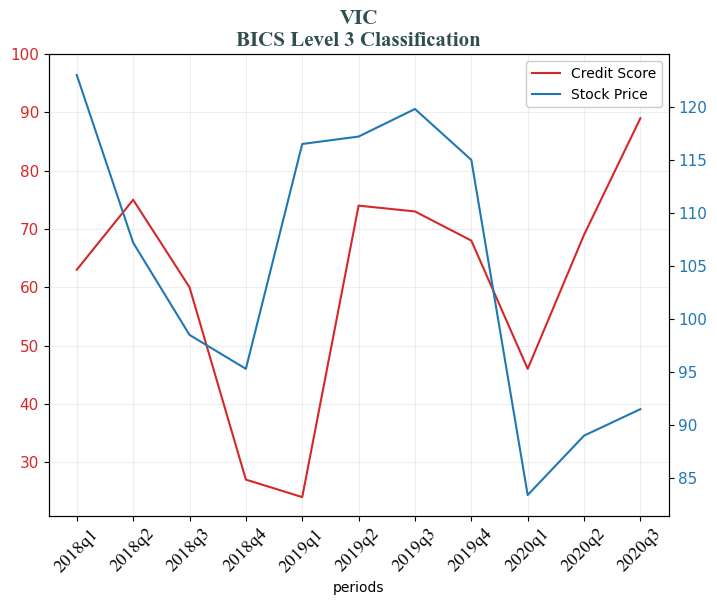 VIC
BICS Level 3 Classification
Credit Score
Stock Price
100
90
80
70
60
50
40
30
120
115
110
105
100
95
90
85
2018q1
2018q2
2018q3
2018q4
2019q1
2019q2
2019q3
2019q4
2020q1
2020q2
2020q3
periods